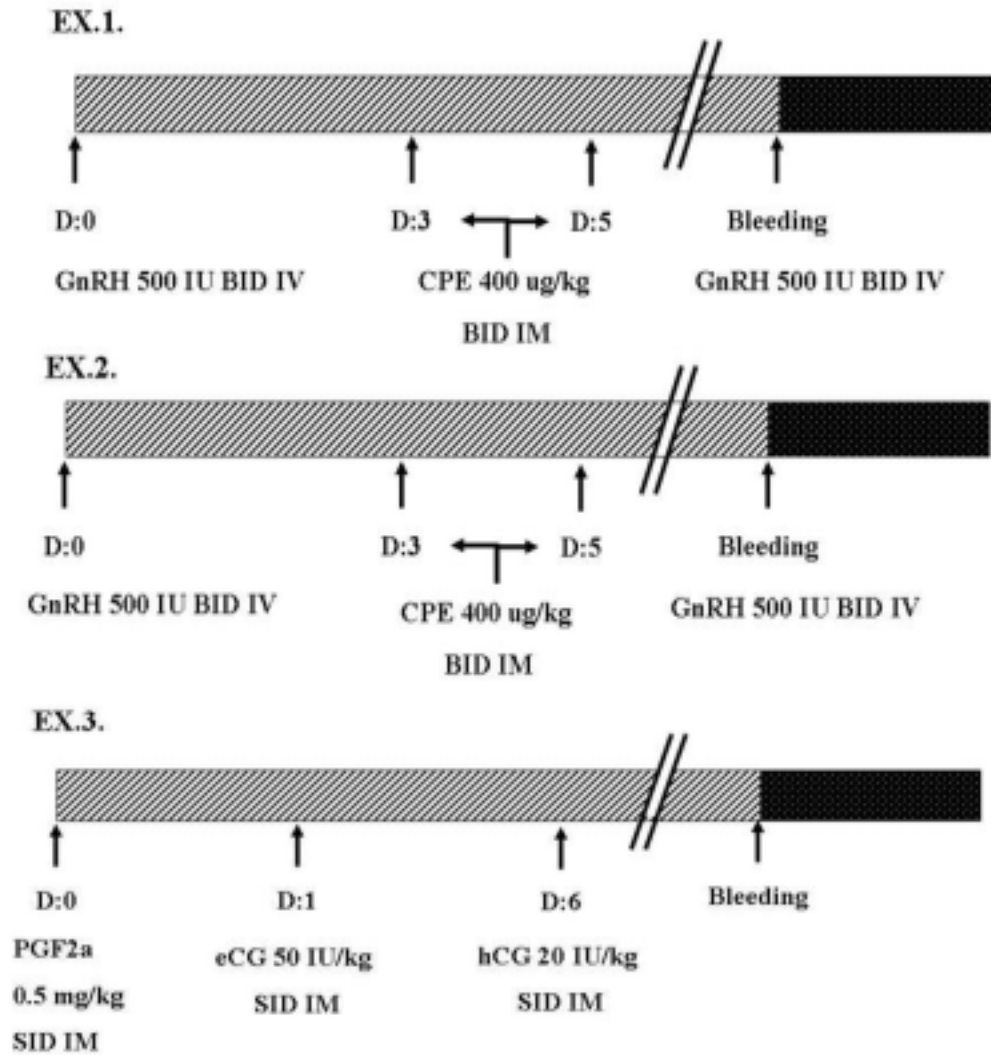 EX.1.
D:0 D:3 D:5 Bleeding
GnRH 500 IU BID IV CPE 400 ug/kg GnRH 500 IU BID IV
BID IM
EX.2.
D:0 D:3 D:5 Bleeding
GnRH 500 IU BID IV CPE 400 ug/kg GnRH 500 IU BID IV
BID IM
EX.3.
D:0 D:1 D:6 Bleeding
PGF2a eCG 50 IU/kg hCG 20 IU/kg
0.5 mg/kg SID IM SID IM
SID IM